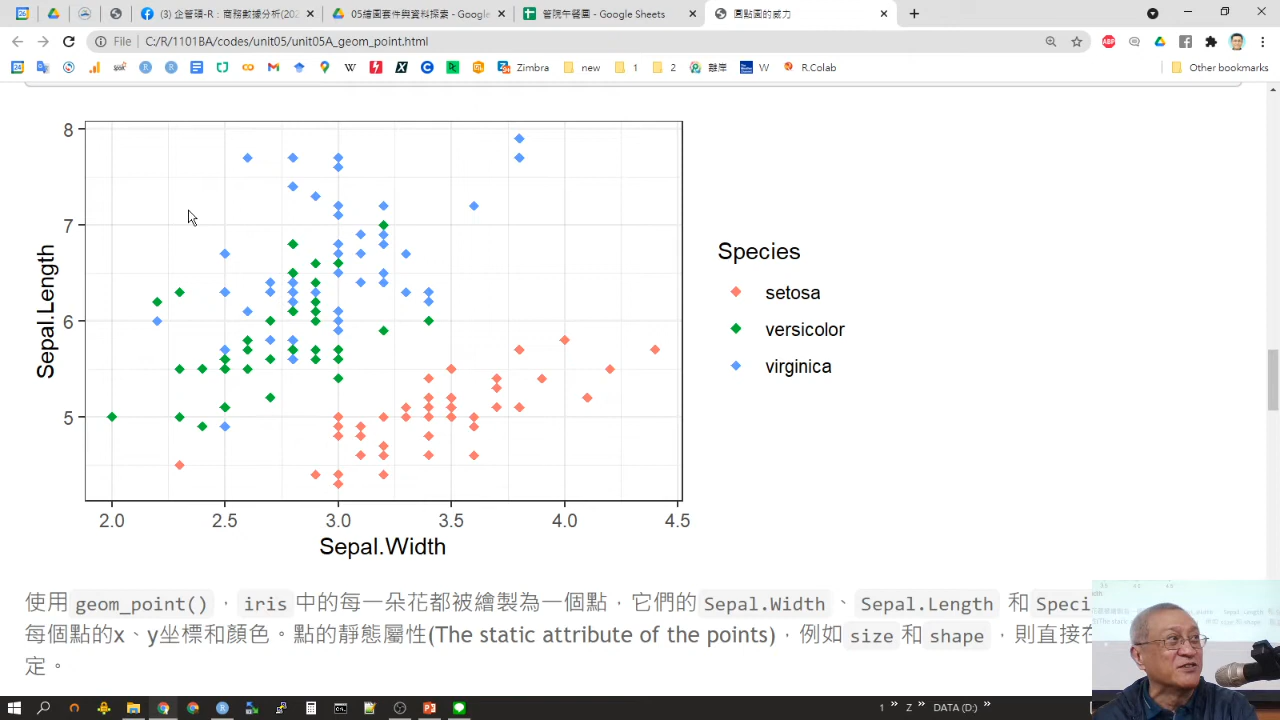 (3) 企管碩-R：商務數據分析(202
05繪圖套件與資料探索 - Google
管院午餐團 - Google Sheets
圓點圖的威力
File
C:/R/1101BA/codes/unit05/unit05A_geom_point.html
Zimbra
new
1
2
離岸
W
R.Colab
Other bookmarks
8
7
6
5
Sepal.Length
2.0 2.5 3.0 3.5 4.0 4.5
Sepal.Width
Species
setosa
versicolor
virginica
使用 geom_point() ， iris 中的每一朵花都被繪製為一個點，它們的 Sepal.Width 、 Sepal.Length 和 Speci
每個點的x、y坐標和顏色。點的靜態屬性(The static attribute of the points)，例如 size 和 shape ，則直接在
定。
1
Z
DATA (D:)